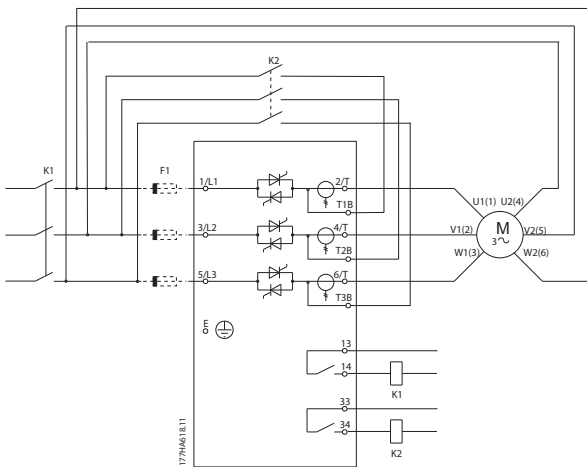 K2
K1
F1
1/L1
2/T
T1B
3/L2
4/T
T2B
5/L3
6/T
T3B
U1(1)
U2(4)
V1(2)
M
3
V2(5)
W1(3)
W2(6)
E
13
14
K1
33
34
K2
177HA618.11